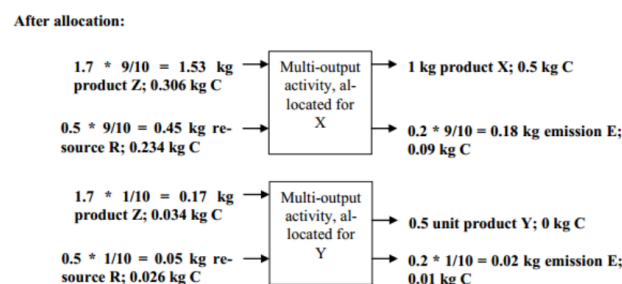 After allocation:
1.7 * 9/10 = 1.53 kg
product Z; 0.306 kg C
0.5 * 9/10 = 0.45 kg re-
source R; 0.234 kg C
Multi-output
activity, al-
located for
X
1 kg product X; 0.5 kg C
0.2 * 9/10 = 0.18 kg emission E;
0.09 kg C
1.7 * 1/10 = 0.17 kg
product Z; 0.034 kg C
0.5 * 1/10 = 0.05 kg re-
source R; 0.026 kg C
Multi-output
activity, al-
located for
Y
0.5 unit product Y; 0 kg C
0.2 * 1/10 = 0.02 kg emission E;
0.01 kg C